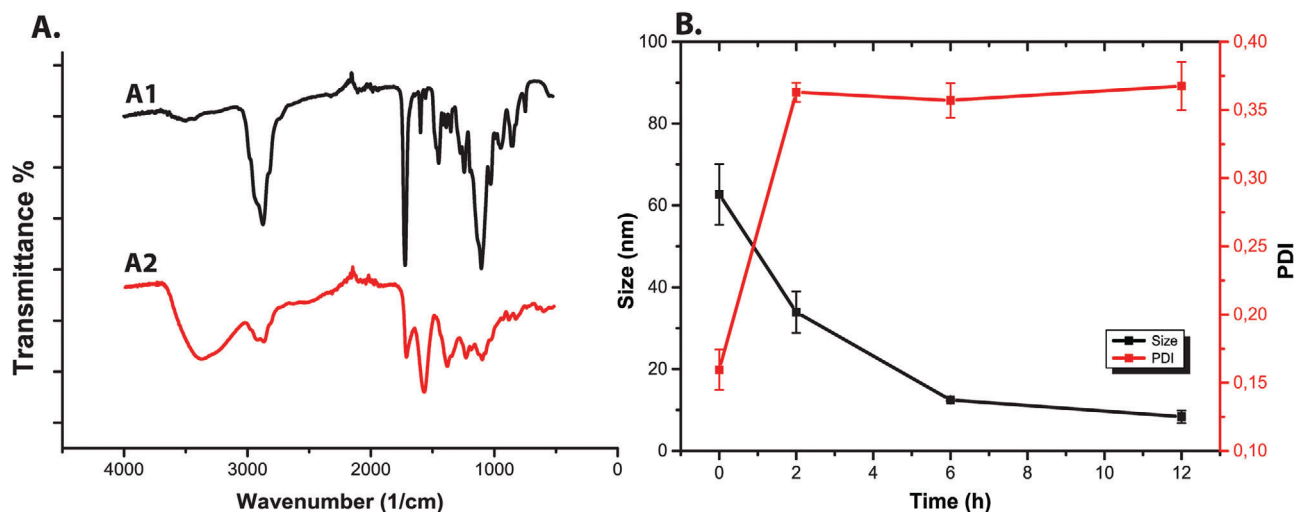 A.
A1
A2
Transmittance %
4000
3000
2000
1000
0
Wavenumber (1/cm)
B.
100
80
60
40
20
0
Size (nm)
0,40
0,35
0,30
0,25
0,20
0,15
0,10
PDI
Size
PDI
0
2
4
6
8
10
12
Time (h)